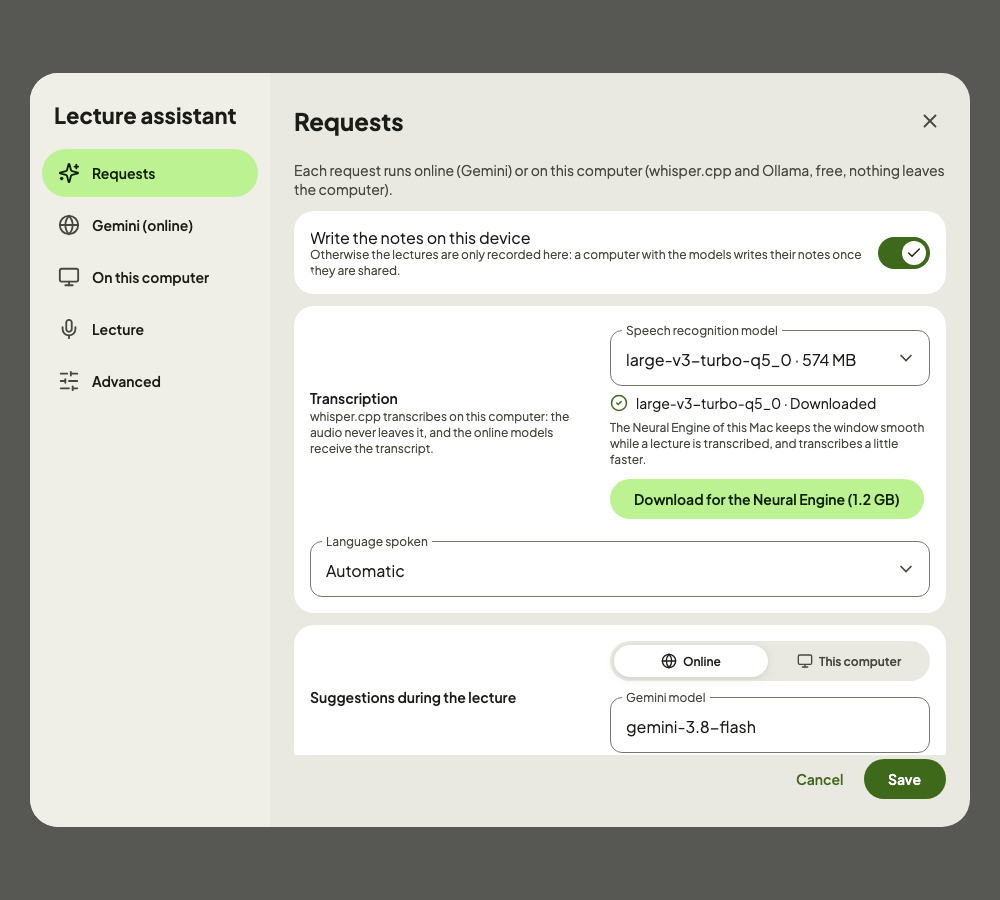 Lecture assistant
Requests
Gemini (online)
On this computer
Lecture
Advanced
Requests
Each request runs online (Gemini) or on this computer (whisper.cpp and Ollama, free, nothing leaves
the computer).
Write the notes on this device
Otherwise the lectures are only recorded here: a computer with the models writes their notes once
they are shared.
Transcription
whisper.cpp transcribes on this computer: the
audio never leaves it, and the online models
receive the transcript.
Speech recognition model
large-v3-turbo-q5_0 · 574 MB
large-v3-turbo-q5_0 · Downloaded
The Neural Engine of this Mac keeps the window smooth
while a lecture is transcribed, and transcribes a little
faster.
Download for the Neural Engine (1.2 GB)
Language spoken
Automatic
Suggestions during the lecture
Online
This computer
Gemini model
gemini-3.8-flash
Cancel
Save